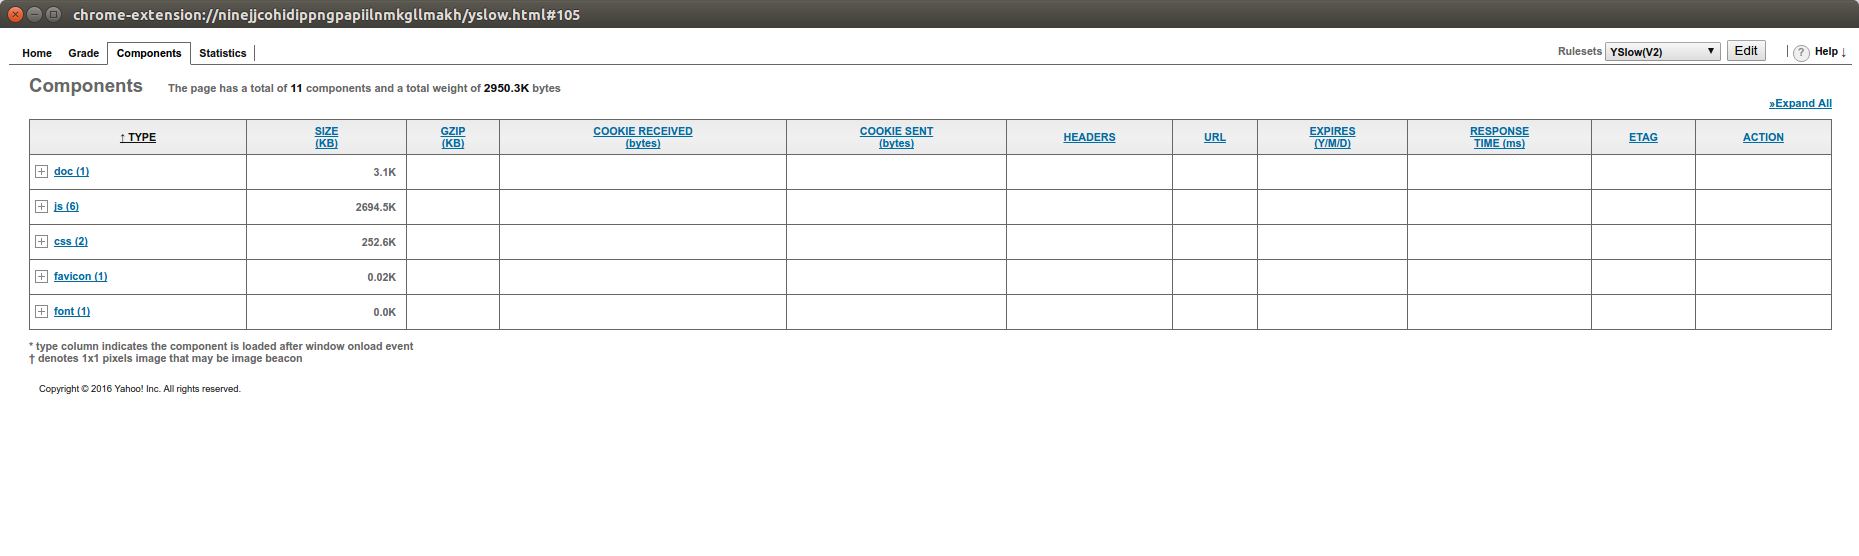 chrome-extension://ninejjcohidippngpapiilnmkgllmakh/yslow.html#105
Home Grade Components Statistics Rulesets YSlow(V2) Edit ? Help ↓
Components The page has a total of 11 components and a total weight of 2950.3K bytes
»Expand All
↑ TYPE SIZE (KB) GZIP (KB) COOKIE RECEIVED (bytes) COOKIE SENT (bytes) HEADERS URL EXPIRES (Y/M/D) RESPONSE TIME (ms) ETAG ACTION
doc (1) 3.1K
js (6) 2694.5K
css (2) 252.6K
favicon (1) 0.02K
font (1) 0.0K
* type column indicates the component is loaded after window onload event
† denotes 1x1 pixels image that may be image beacon
Copyright © 2016 Yahoo! Inc. All rights reserved.